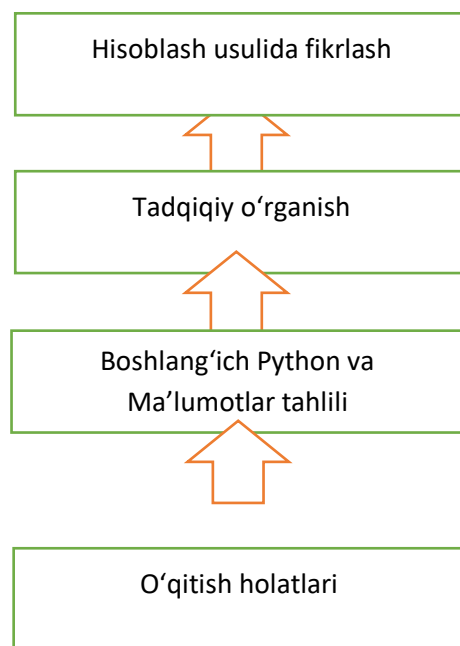 Hisoblash usulida fikrlash
Tadqiqiy o‘rganish
Boshlang‘ich Python va
Ma’lumotlar tahlili
O‘qitish holatlari